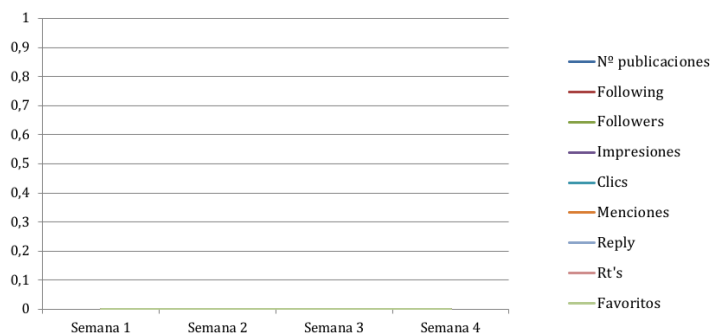 1
0,9
0,8
0,7
0,6
0,5
0,4
0,3
0,2
0,1
0
Semana 1 Semana 2 Semana 3 Semana 4
Nº publicaciones
Following
Followers
Impresiones
Clics
Menciones
Reply
Rt's
Favoritos